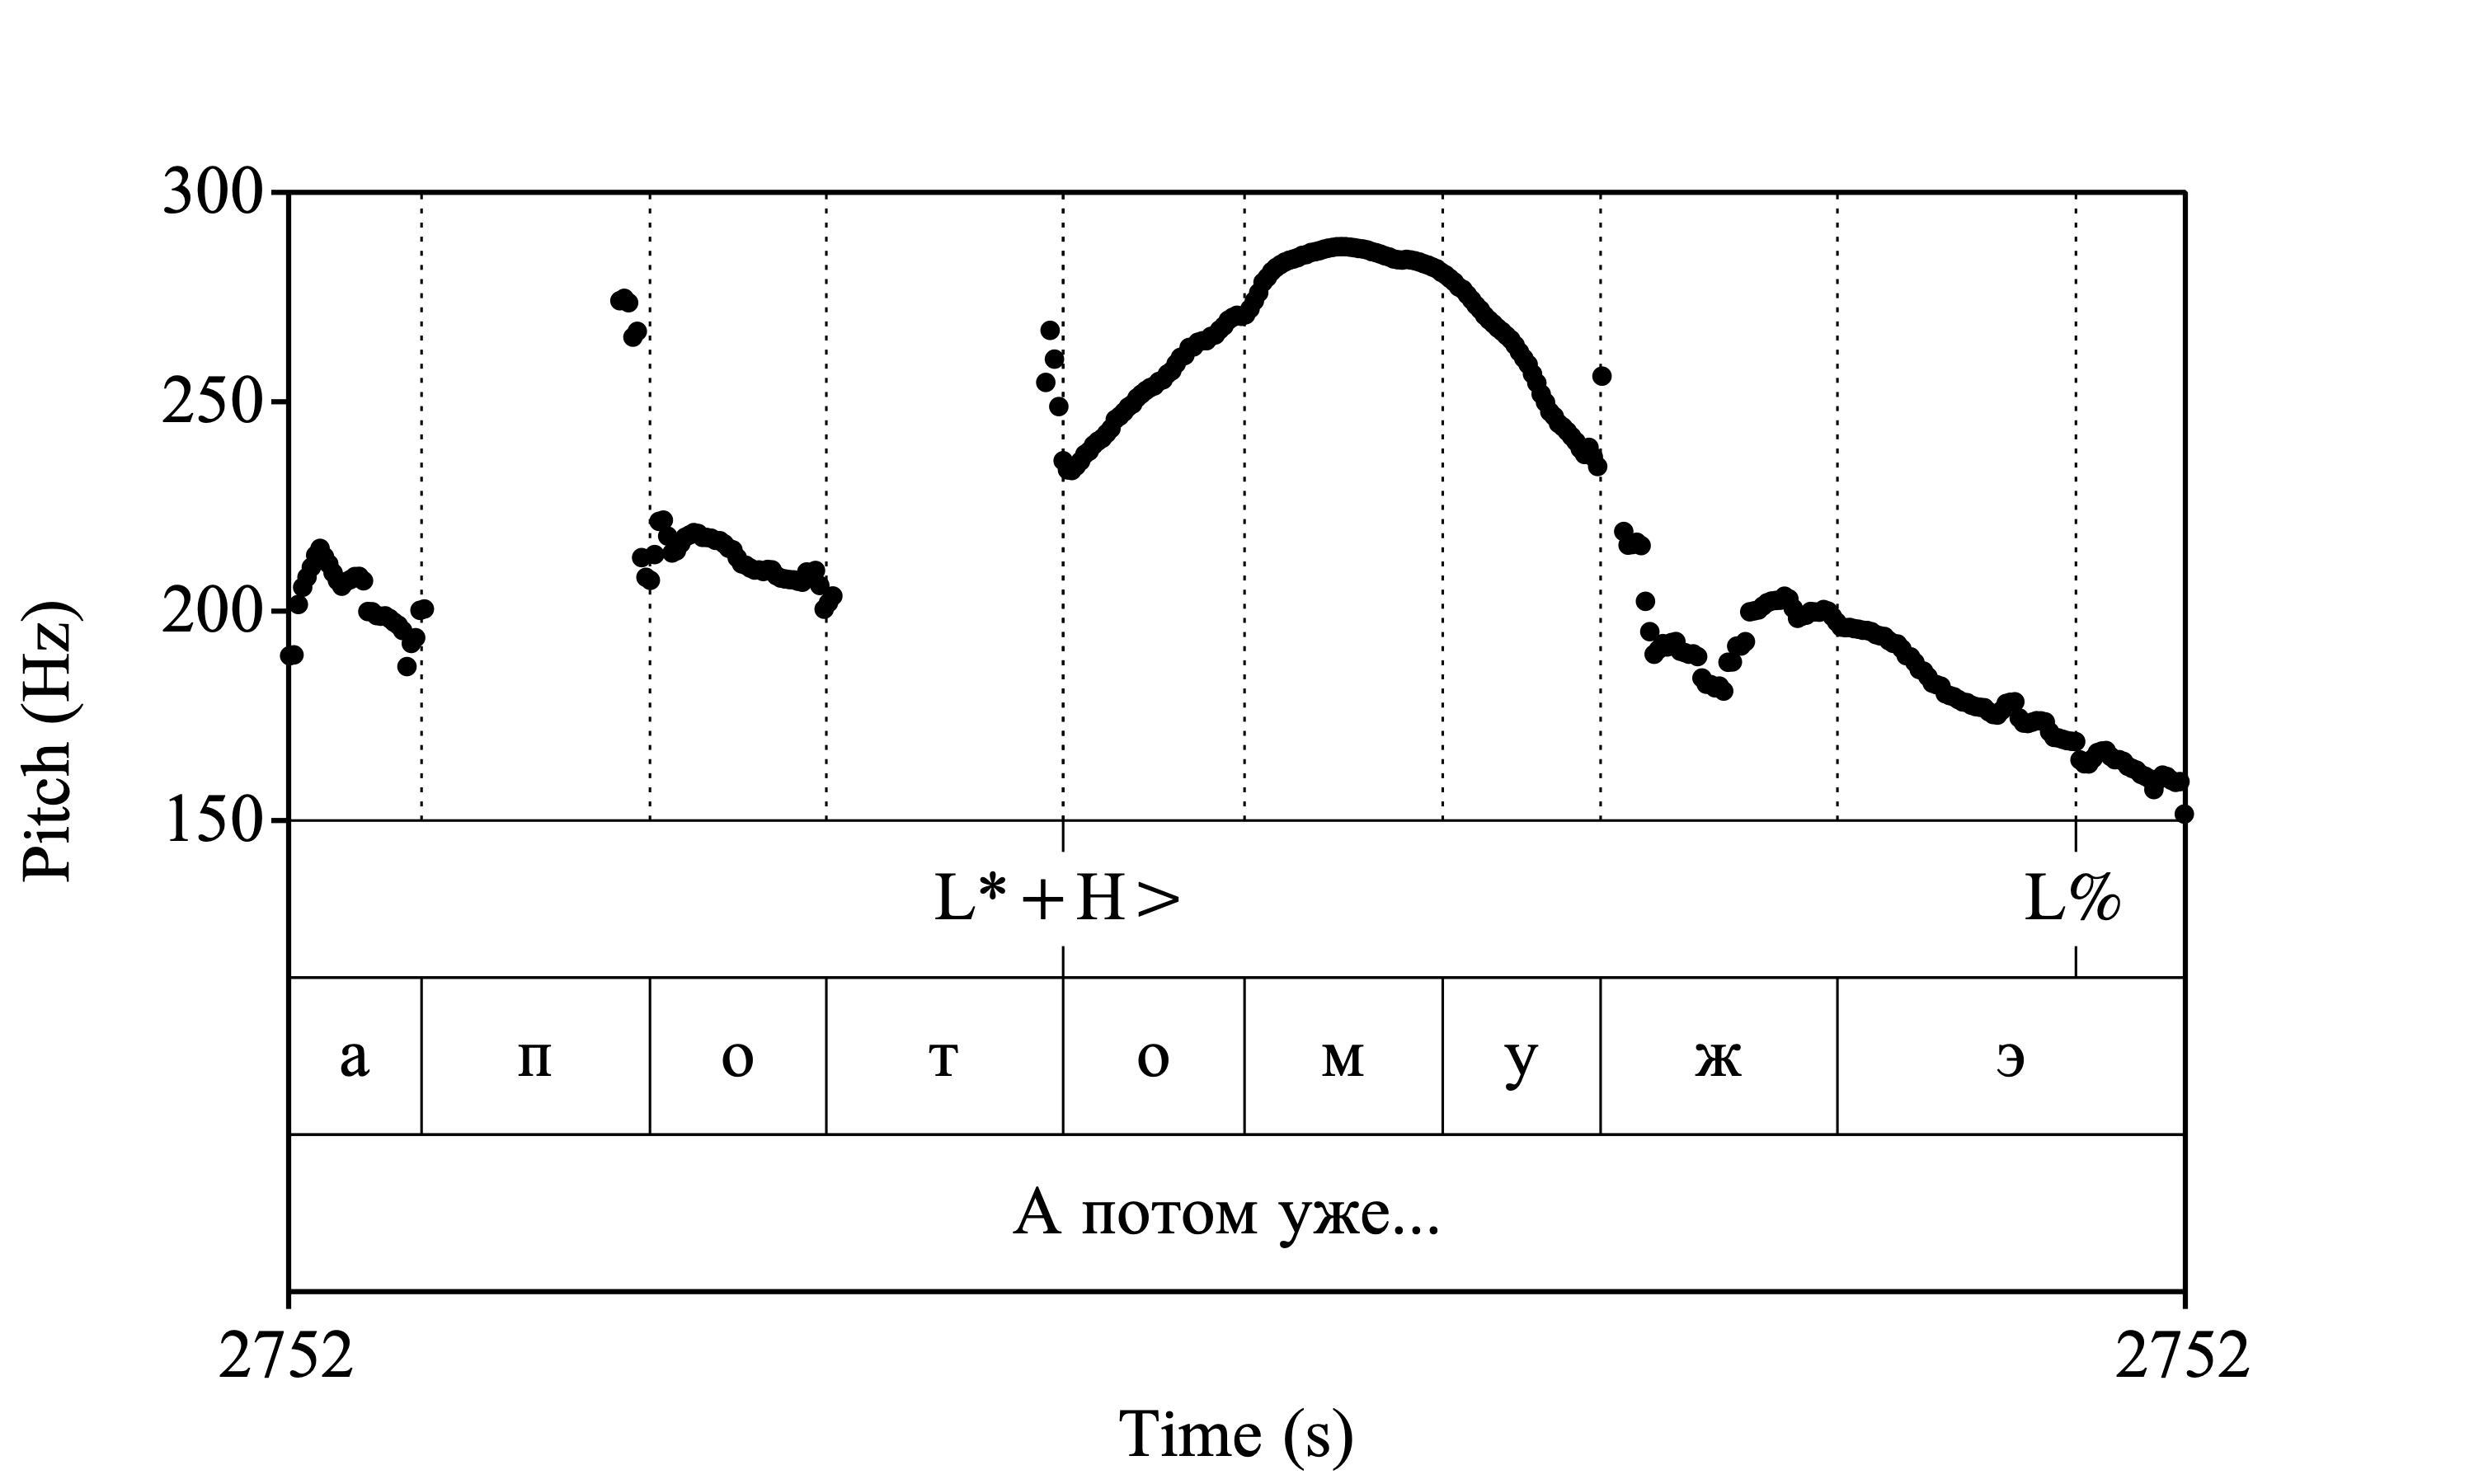 300
250
200
150
Pitch (Hz)
L*+H> L%
а п о т о м у ж э
А потом уже...
2752 2752
Time (s)